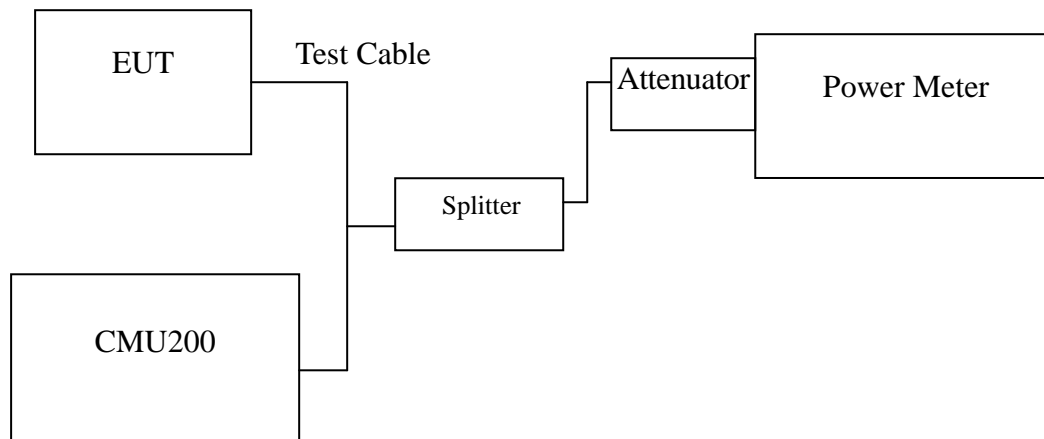 EUT
Test Cable
Attenuator
Power Meter
Splitter
CMU200